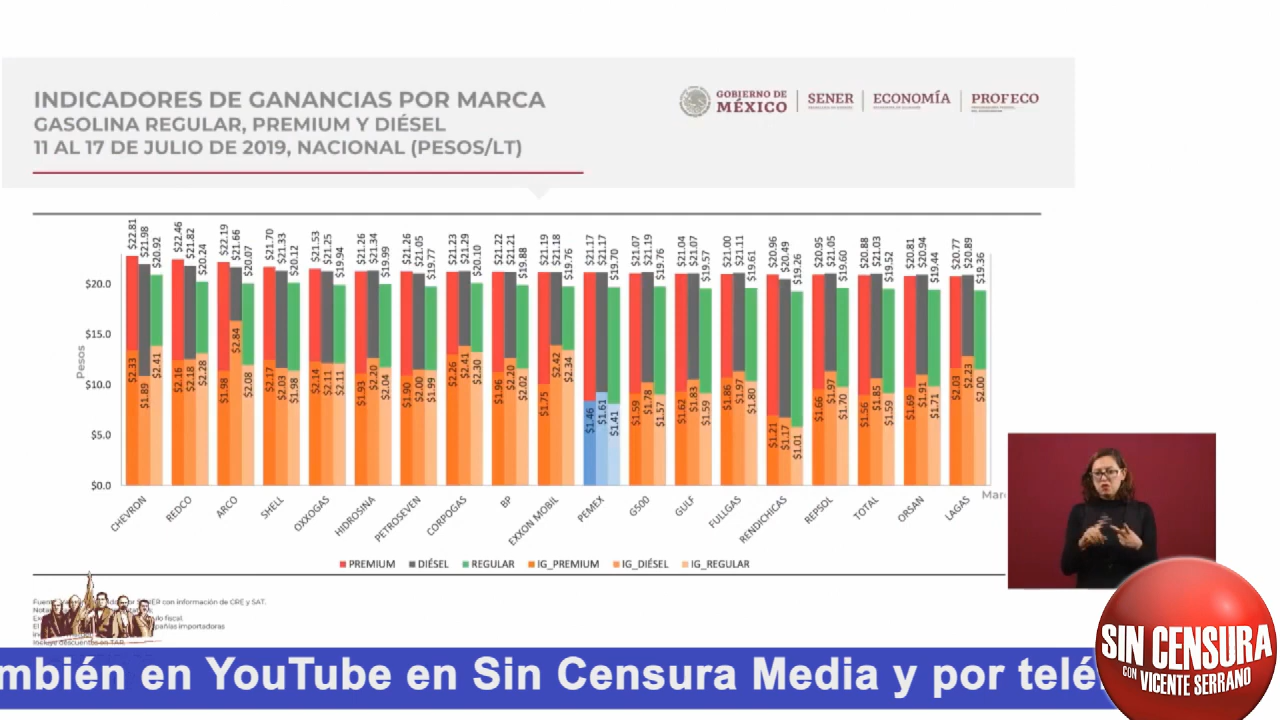 INDICADORES DE GANANCIAS POR MARCA
GASOLINA REGULAR, PREMIUM Y DIÉSEL
11 AL 17 DE JULIO DE 2019, NACIONAL (PESOS/LT)
GOBIERNO DE MÉXICO
SENER
ECONOMÍA
PROFECO
$22.81 $21.98 $20.92 $22.46 $21.82 $20.24 $22.19 $21.66 $20.07 $21.70 $21.33 $20.12 $21.53 $21.25 $19.94 $21.26 $21.34 $19.99 $21.26 $21.05 $19.77 $21.23 $21.29 $20.10 $21.22 $21.21 $19.88 $21.19 $21.18 $19.76 $21.17 $21.17 $19.70 $21.07 $21.19 $19.76 $21.04 $21.07 $19.57 $21.00 $21.11 $19.61 $20.96 $20.49 $19.26 $20.95 $21.05 $19.60 $20.88 $21.03 $19.52 $20.81 $20.94 $19.44 $20.77 $20.89 $19.36
$20.0
$15.0
$10.0
$5.0
$0.0
Pesos
$2.33 $1.89 $2.41 $2.16 $2.18 $2.28 $1.98 $2.84 $2.08 $2.17 $2.03 $1.98 $2.14 $2.11 $2.11 $1.93 $2.20 $2.04 $1.90 $2.00 $1.99 $2.26 $2.41 $2.30 $1.96 $2.20 $2.02 $1.75 $2.42 $2.34 $1.46 $1.61 $1.41 $1.59 $1.78 $1.57 $1.62 $1.83 $1.59 $1.86 $1.97 $1.80 $1.21 $1.17 $1.01 $1.66 $1.97 $1.70 $1.56 $1.85 $1.59 $1.69 $1.91 $1.71 $2.03 $2.23 $2.00
CHEVRON REDCO ARCO SHELL OXXOGAS HIDROSINA PETROSEVEN CORPOGAS BP EXXON MOBIL PEMEX G500 GULF FULLGAS RENDICHICAS REPSOL TOTAL ORSAN LAGAS
Mar
PREMIUM DIÉSEL REGULAR IG_PREMIUM IG_DIÉSEL IG_REGULAR
con información de CRE y SAT.
fiscal.
importadoras
Incluye descuentos en TAR.
mbién en YouTube en Sin Censura Media y por telé
SIN CENSURA
CON VICENTE SERRANO